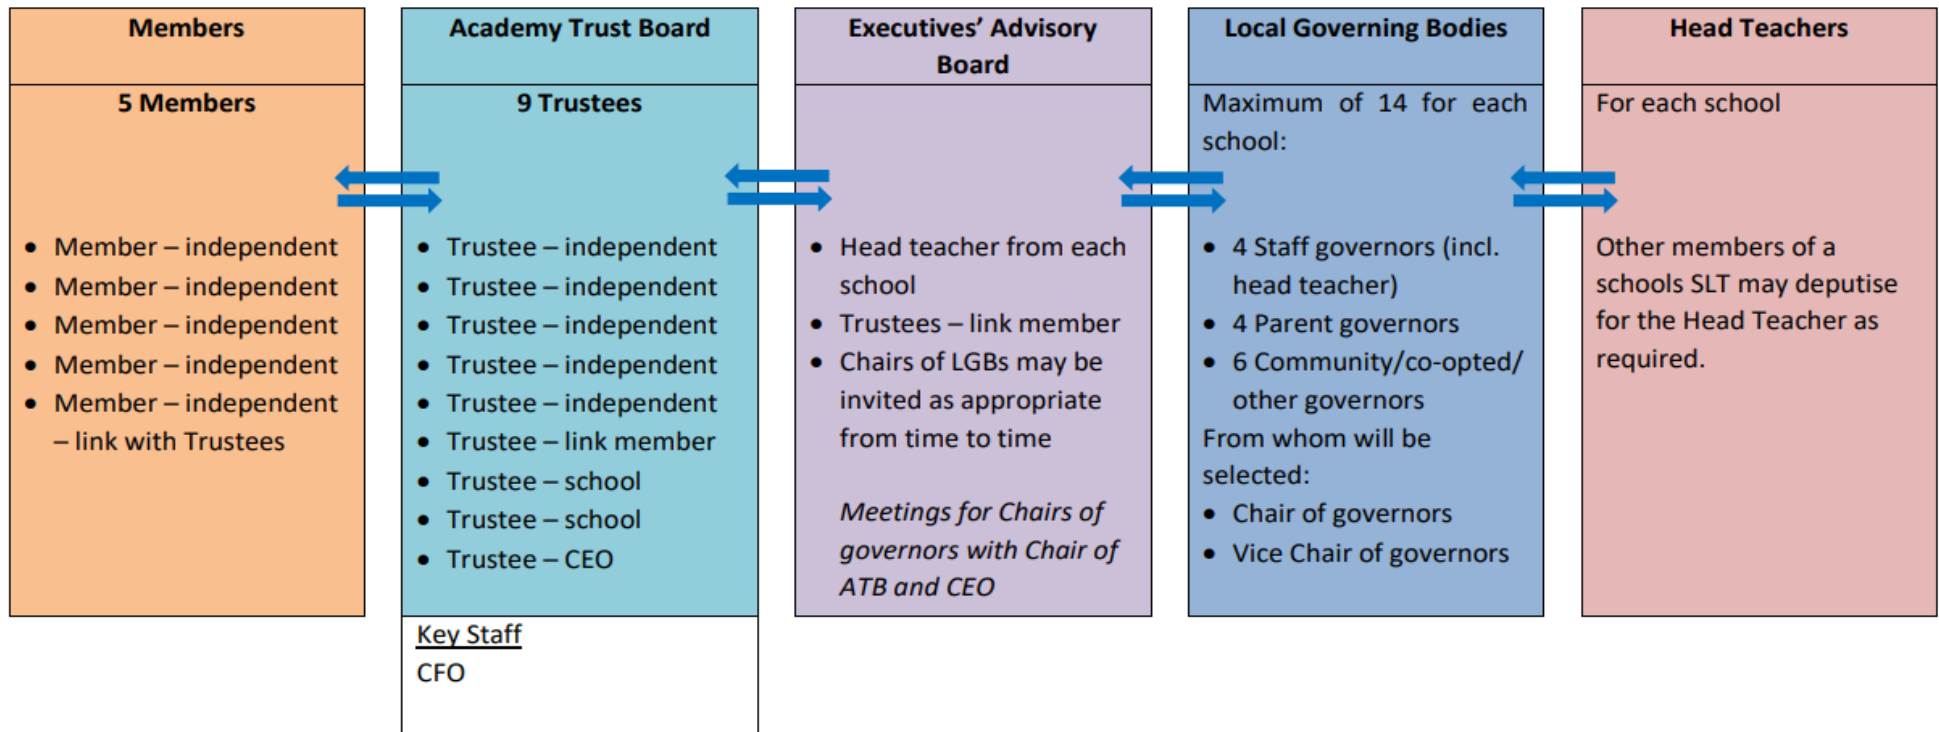 Members
5 Members
• Member – independent
• Member – independent
• Member – independent
• Member – independent
• Member – independent
– link with Trustees
Academy Trust Board
9 Trustees
• Trustee – independent
• Trustee – independent
• Trustee – independent
• Trustee – independent
• Trustee – independent
• Trustee – link member
• Trustee – school
• Trustee – school
• Trustee – CEO
Key Staff
CFO
Executives’ Advisory
Board
• Head teacher from each
school
• Trustees – link member
• Chairs of LGBs may be
invited as appropriate
from time to time
Meetings for Chairs of
governors with Chair of
ATB and CEO
Local Governing Bodies
Maximum of 14 for each
school:
• 4 Staff governors (incl.
head teacher)
• 4 Parent governors
• 6 Community/co-opted/
other governors
From whom will be
selected:
• Chair of governors
• Vice Chair of governors
Head Teachers
For each school
Other members of a
schools SLT may deputise
for the Head Teacher as
required.